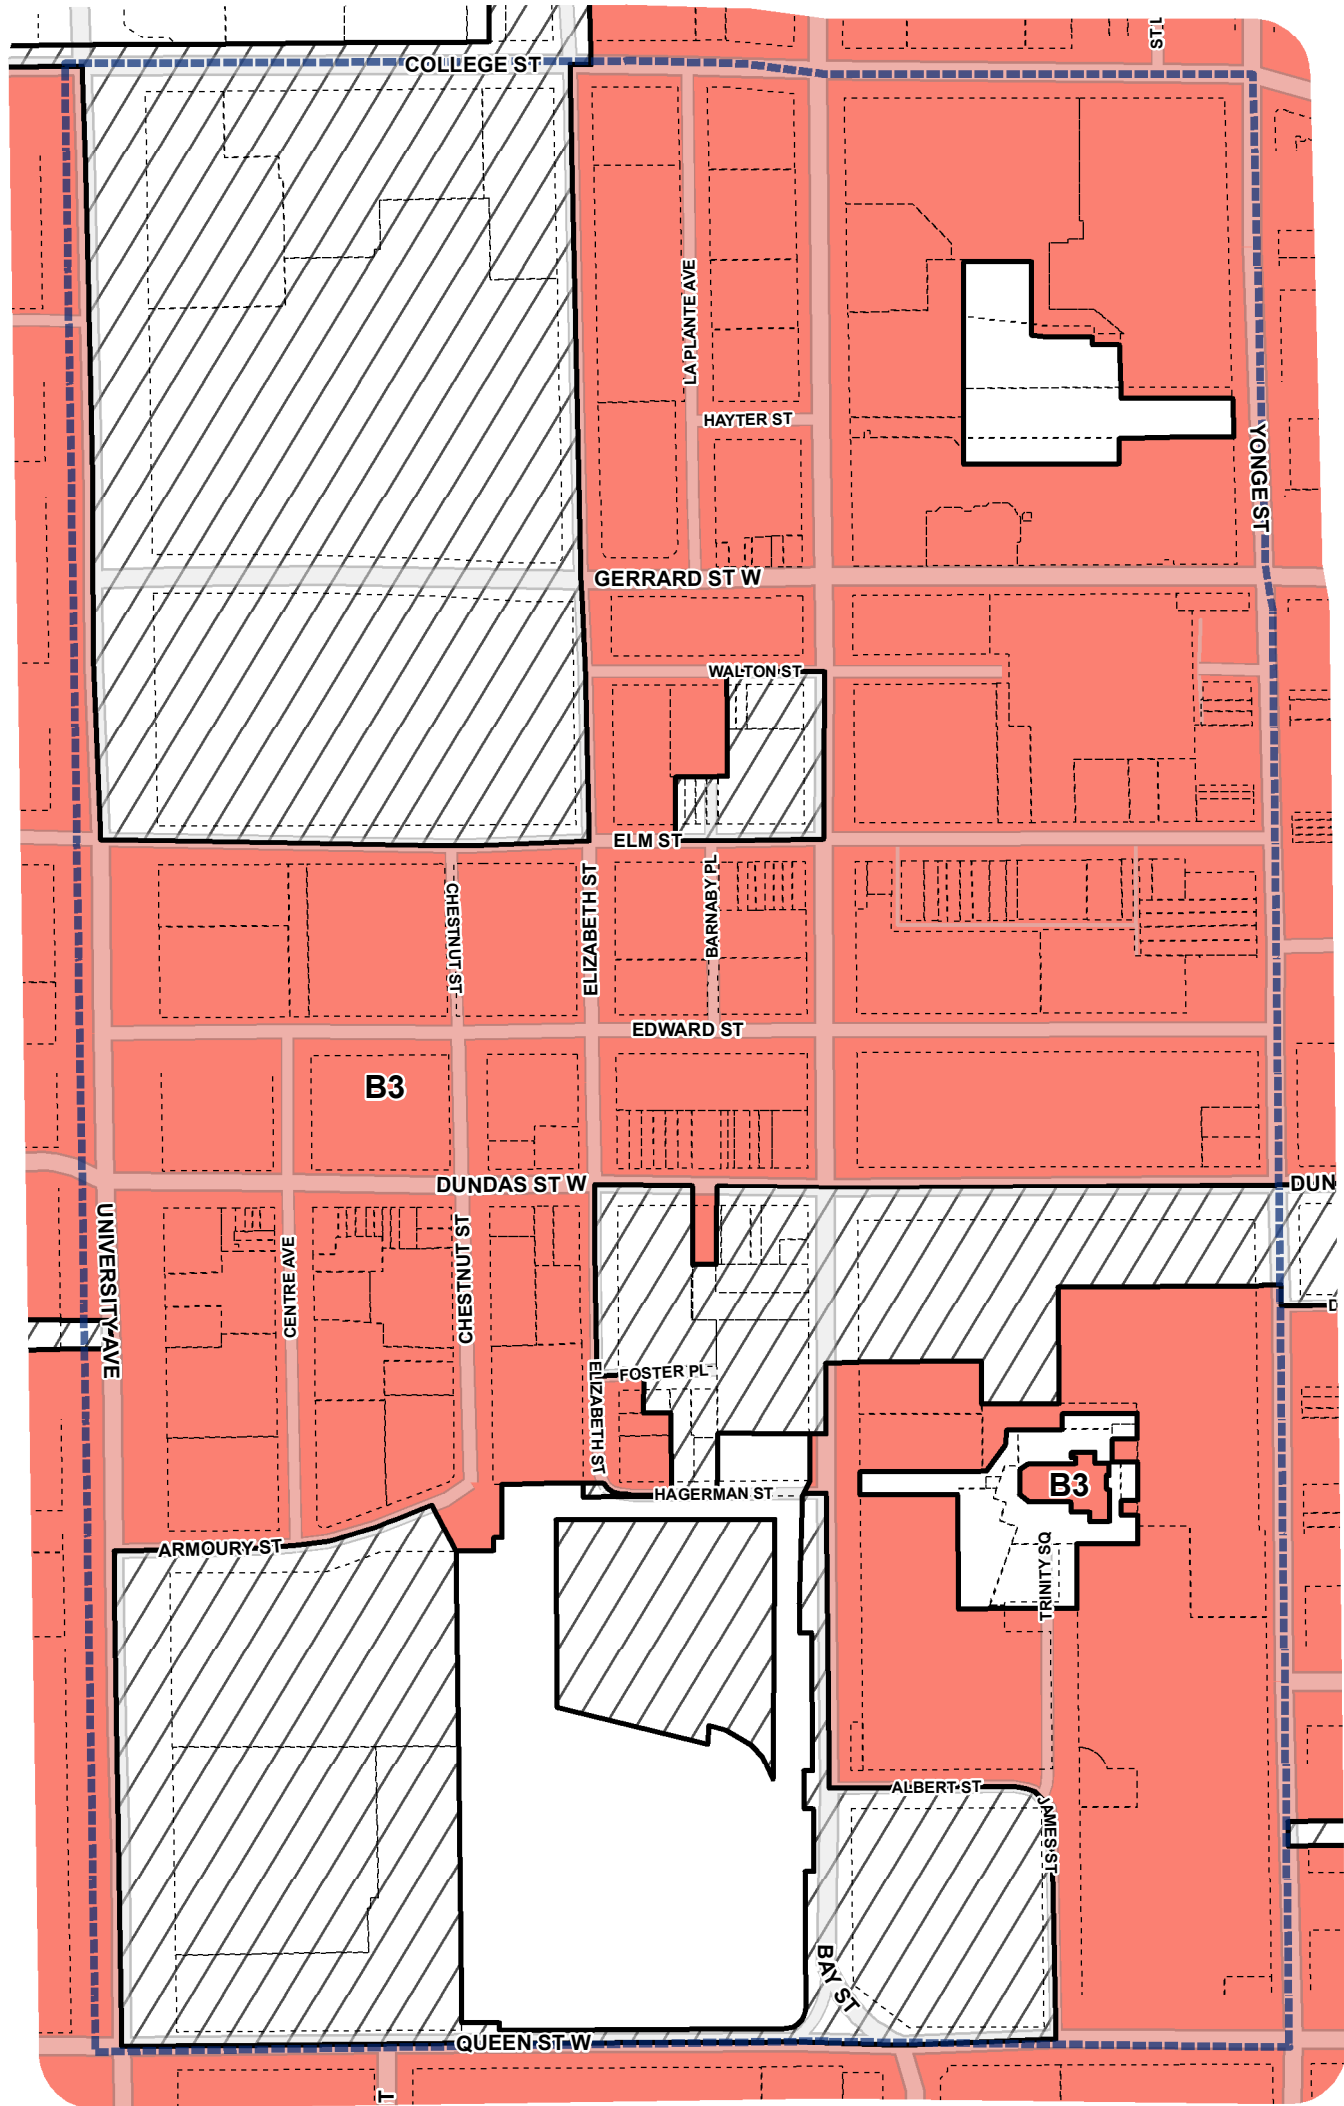 ST L
COLLEGE ST
LA PLANTE AVE
HAYTER ST
YONGE ST
GERRARD ST W
WALTON ST
ELM ST
CHESTNUT ST
ELIZABETH ST
BARNABY PL
EDWARD ST
B3
DUNDAS ST W
DUN
UNIVERSITY AVE
CENTRE AVE
CHESTNUT ST
D
ELIZABETH ST
FOSTER PL
B3
HAGERMAN ST
ARMOURY ST
TRINITY SQ
ALBERT ST
JAMES ST
BAY ST
QUEEN ST W
T